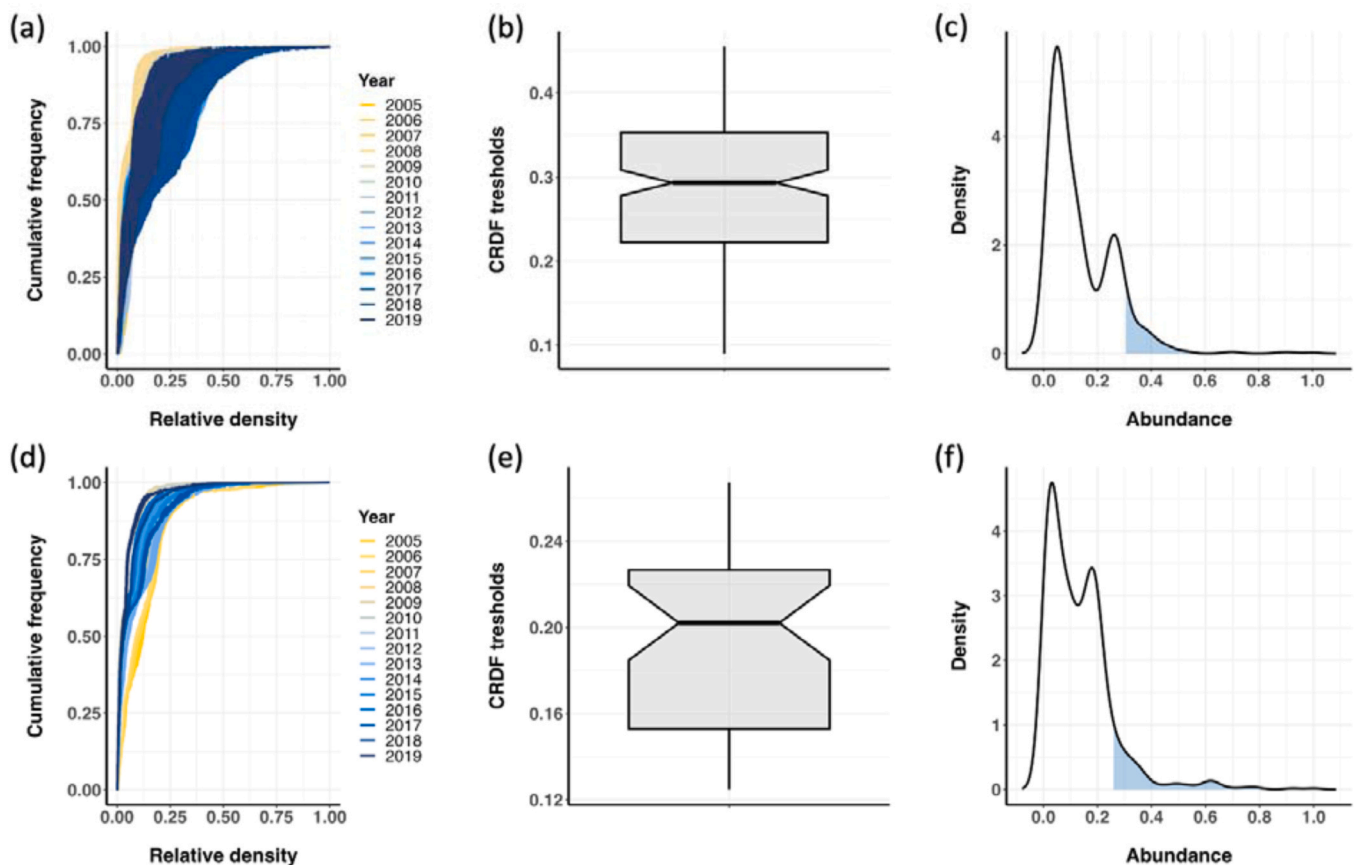 (a)
1.00
0.75
0.50
0.25
0.00
Cumulative frequency
0.00 0.25 0.50 0.75 1.00
Relative density
Year
2005
2006
2007
2008
2009
2010
2011
2012
2013
2014
2015
2016
2017
2018
2019
(b)
0.4
0.3
0.2
0.1
CRDF tresholds
(c)
6
4
2
0
Density
0.0 0.2 0.4 0.6 0.8 1.0
Abundance
(d)
1.00
0.75
0.50
0.25
0.00
Cumulative frequency
0.00 0.25 0.50 0.75 1.00
Relative density
Year
2005
2006
2007
2008
2009
2010
2011
2012
2013
2014
2015
2016
2017
2018
2019
(e)
0.24
0.20
0.16
0.12
CRDF tresholds
(f)
4
3
2
1
0
Density
0.0 0.2 0.4 0.6 0.8 1.0
Abundance